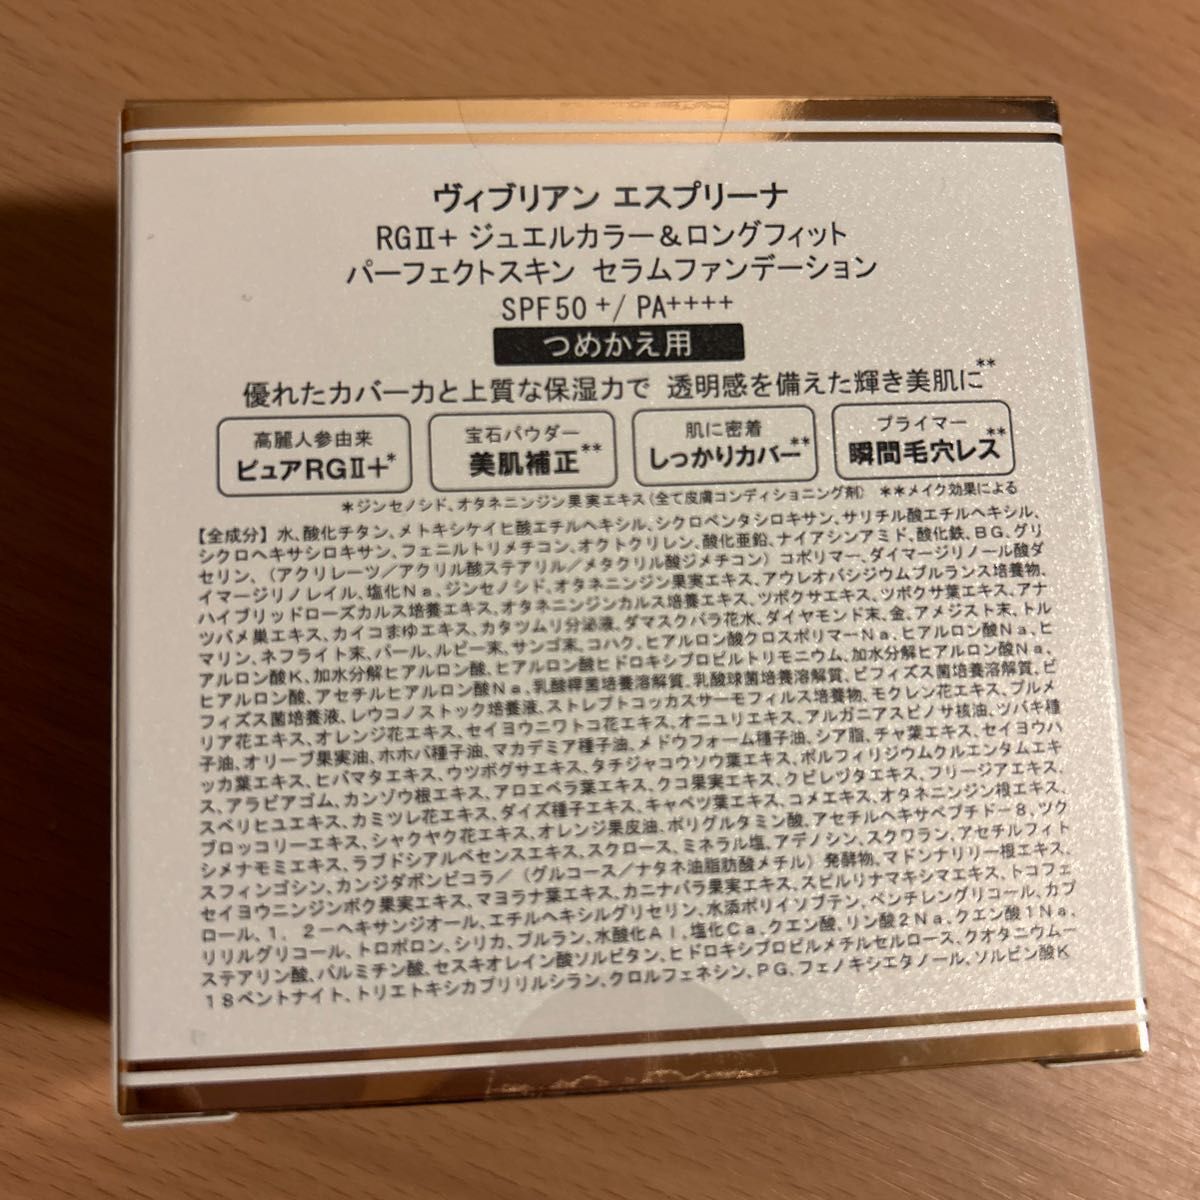 ヴィブリアン エスプリーナ
RGⅡ+ ジュエルカラー&ロングフィット
パーフェクトスキン セラムファンデーション
SPF50 +/ PA++++
つめかえ用
優れたカバー力と上質な保湿力で 透明感を備えた輝き美肌に**
高麗人参由来
ピュアRGⅡ+*
宝石パウダー
美肌補正**
肌に密着
しっかりカバー**
プライマー
瞬間毛穴レス**
*ジンセノシド、オタネニンジン果実エキス(全て皮膚コンディショニング剤) **メイク効果による
【全成分】水、酸化チタン、メトキシケイヒ酸エチルヘキシル、シクロペンタシロキサン、サリチル酸エチルヘキシル、
シクロヘキサシロキサン、フェニルトリメチコン、オクトクリレン、酸化亜鉛、ナイアシンアミド、酸化鉄、BG、グリ
セリン、(アクリレーツ/アクリル酸ステアリル/メタクリル酸ジメチコン)コポリマー、ダイマージリノール酸ダ
イマージリノレイル、塩化Na、ジンセノシド、オタネニンジン果実エキス、アウレオバシジウムプルランス培養物、
ハイブリッドローズカルス培養エキス、オタネニンジンカルス培養エキス、ツボクサエキス、ツボクサ葉エキス、アナ
ツバメ巣エキス、カイコまゆエキス、カタツムリ分泌液、ダマスクバラ花水、ダイヤモンド末、金、アメジスト末、トル
マリン、ネフライト末、パール、ルビー末、サンゴ末、コハク、ヒアルロン酸クロスポリマーNa、ヒアルロン酸Na、ヒ
アルロン酸K、加水分解ヒアルロン酸、ヒアルロン酸ヒドロキシプロピルトリモニウム、加水分解ヒアルロン酸Na、
ヒアルロン酸、アセチルヒアルロン酸Na、乳酸桿菌培養溶解質、乳酸球菌培養溶解質、ビフィズス菌培養溶解質、ビ
フィズス菌培養液、レウコノストック培養液、ストレプトコッカスサーモフィルス培養物、モクレン花エキス、プルメ
リア花エキス、オレンジ花エキス、セイヨウニワトコ花エキス、オニユリエキス、アルガニアスピノサ核油、ツバキ種
子油、オリーブ果実油、ホホバ種子油、マカデミア種子油、メドウフォーム種子油、シア脂、チャ葉エキス、セイヨウハ
ッカ葉エキス、ヒバマタエキス、ウツボグサエキス、タチジャコウソウ葉エキス、ポルフィリジウムクルエンタムエキ
ス、アラビアゴム、カンゾウ根エキス、アロエベラ葉エキス、クコ果実エキス、クビレヅタエキス、フリージアエキス、
スベリヒユエキス、カミツレ花エキス、ダイズ種子エキス、キャベツ葉エキス、コメエキス、オタネニンジン根エキス、
ブロッコリーエキス、シャクヤク花エキス、オレンジ果皮油、ポリグルタミン酸、アセチルヘキサペプチド-8、ツク
シメナモミエキス、ラブドシアルベセンスエキス、スクロース、ミネラル塩、アデノシン、スクワラン、アセチルフィト
スフィンゴシン、カンジダボンビコラ/(グルコース/ナタネ油脂肪酸メチル)発酵物、マドンナリリー根エキス、
セイヨウニンジンボク果実エキス、マヨラナ葉エキス、カニナバラ果実エキス、スピルリナマキシマエキス、トコフェ
ロール、1,2-ヘキサンジオール、エチルヘキシルグリセリン、水添ポリイソブテン、ペンチレングリコール、カプ
リリルグリコール、トロポロン、シリカ、プルラン、水酸化Al、塩化Ca、クエン酸、リン酸2Na、クエン酸1Na、
ステアリン酸、パルミチン酸、セスキオレイン酸ソルビタン、ヒドロキシプロピルメチルセルロース、クオタニウム-
18ベントナイト、トリエトキシカプリリルシラン、クロルフェネシン、PG、フェノキシエタノール、ソルビン酸K